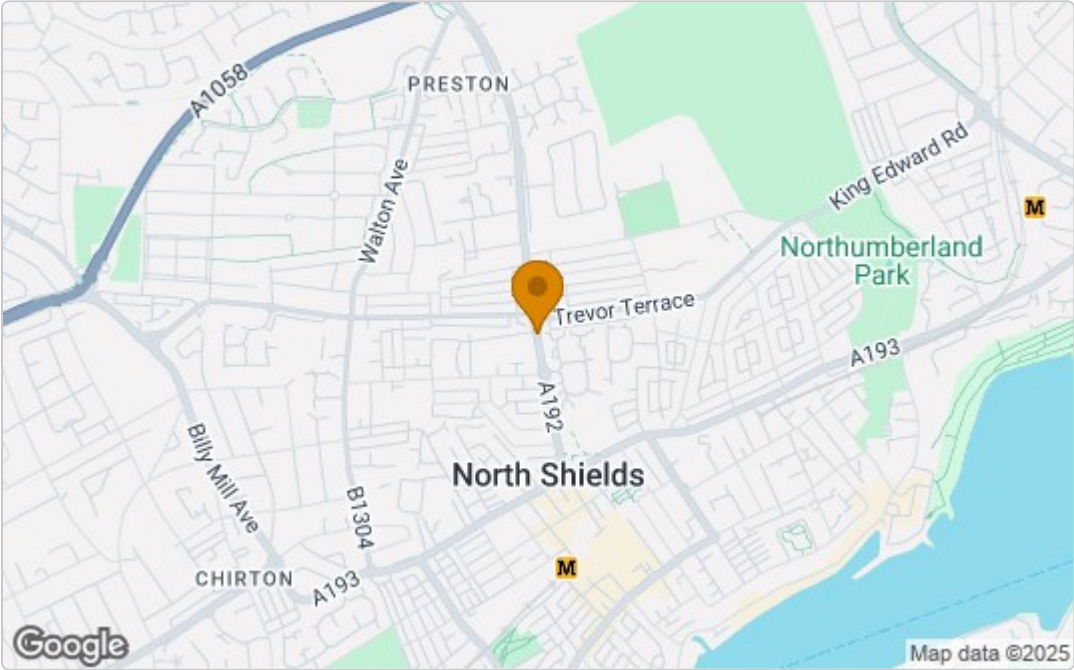 PRESTON
A1058
Walton Ave
King Edward Rd
M
Northumberland
Park
Trevor Terrace
A193
A192
Billy Mill Ave
B1304
North Shields
M
CHIRTON
A193
Google
Map data ©2025